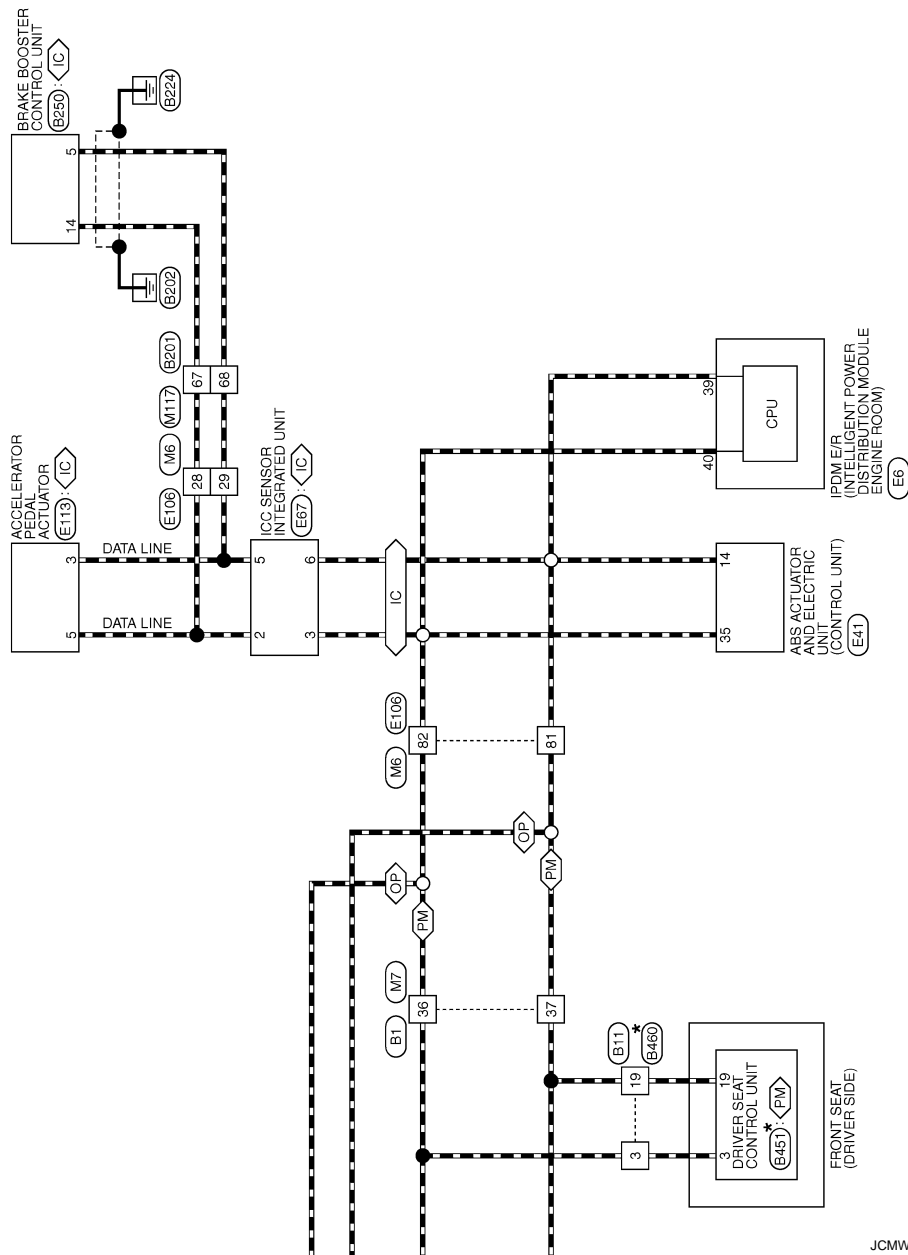 BRAKE BOOSTER
CONTROL UNIT
B250 : IC
5
14
B224
B202
B201
67
68
M117
M6
28
29
E106
ACCELERATOR
PEDAL
ACTUATOR
E113 : IC
3
5
DATA LINE
DATA LINE
ICC SENSOR
INTEGRATED UNIT
E67 : IC
5
2
6
3
IC
39
40
CPU
IPDM E/R
(INTELLIGENT POWER
DISTRIBUTION MODULE
ENGINE ROOM)
E6
14
35
ABS ACTUATOR
AND ELECTRIC
UNIT
(CONTROL UNIT)
E41
E106
82
81
M6
OP
OP
PM
PM
M7
36
37
B1
B11
*
B460
19
3
19
3
DRIVER SEAT
CONTROL UNIT
*
B451 : PM
FRONT SEAT
(DRIVER SIDE)
JCMW